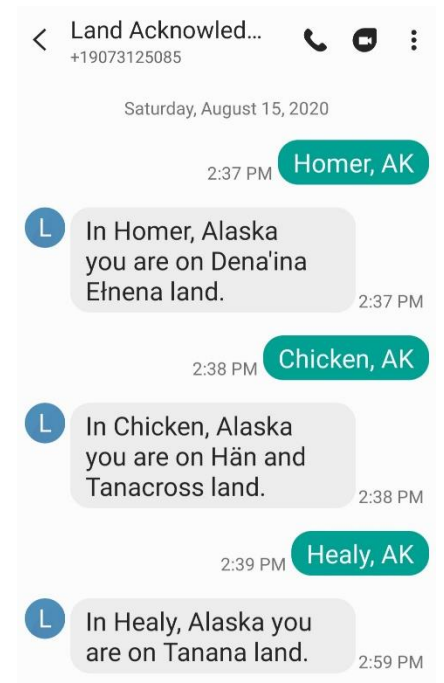 Land Acknowled...
+19073125085
Saturday, August 15, 2020
2:37 PM Homer, AK
L
In Homer, Alaska
you are on Dena'ina
Ełnena land.
2:37 PM
2:38 PM Chicken, AK
L
In Chicken, Alaska
you are on Hän and
Tanacross land.
2:38 PM
2:39 PM Healy, AK
L
In Healy, Alaska you
are on Tanana land.
2:59 PM